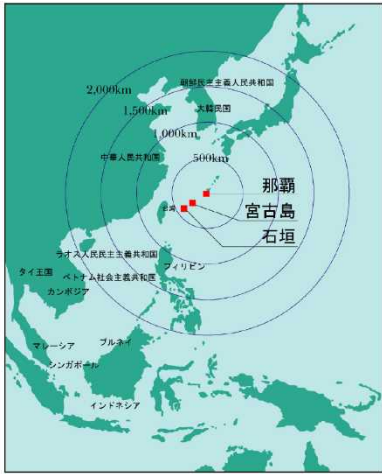 朝鮮民主主義人民共和国
2,000km
1,500km
大韓民国
1,000km
中華人民共和国
500km
那覇
宮古島
台湾
石垣
ラオス人民民主主義共和国
フィリピン
タイ王国
ベトナム社会主義共和国
カンボジア
ブルネイ
マレーシア
シンガポール
インドネシア